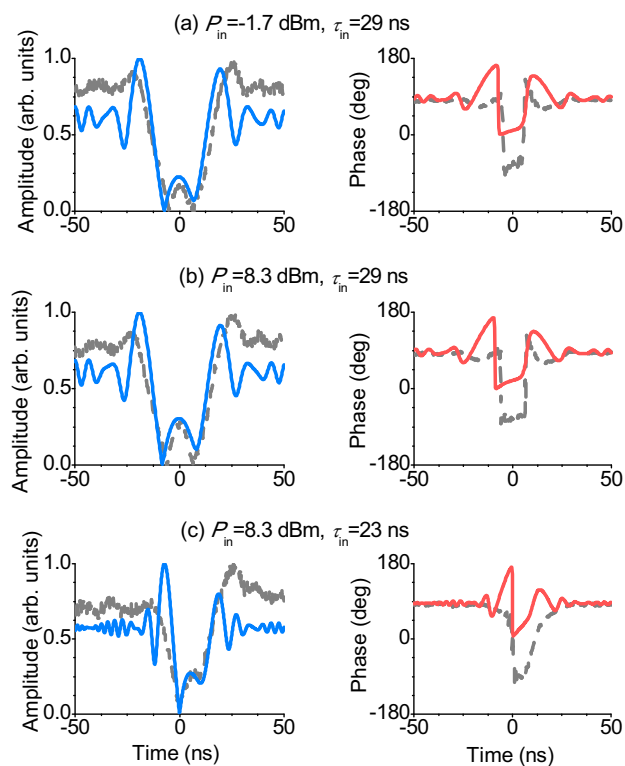 (a) P_in=-1.7 dBm, τ_in=29 ns
Amplitude (arb. units)
1.0
0.5
0.0
-50 0 50
Phase (deg)
180
0
-180
-50 0 50
(b) P_in=8.3 dBm, τ_in=29 ns
Amplitude (arb. units)
1.0
0.5
0.0
-50 0 50
Phase (deg)
180
0
-180
-50 0 50
(c) P_in=8.3 dBm, τ_in=23 ns
Amplitude (arb. units)
1.0
0.5
0.0
-50 0 50
Time (ns)
Phase (deg)
180
0
-180
-50 0 50
Time (ns)